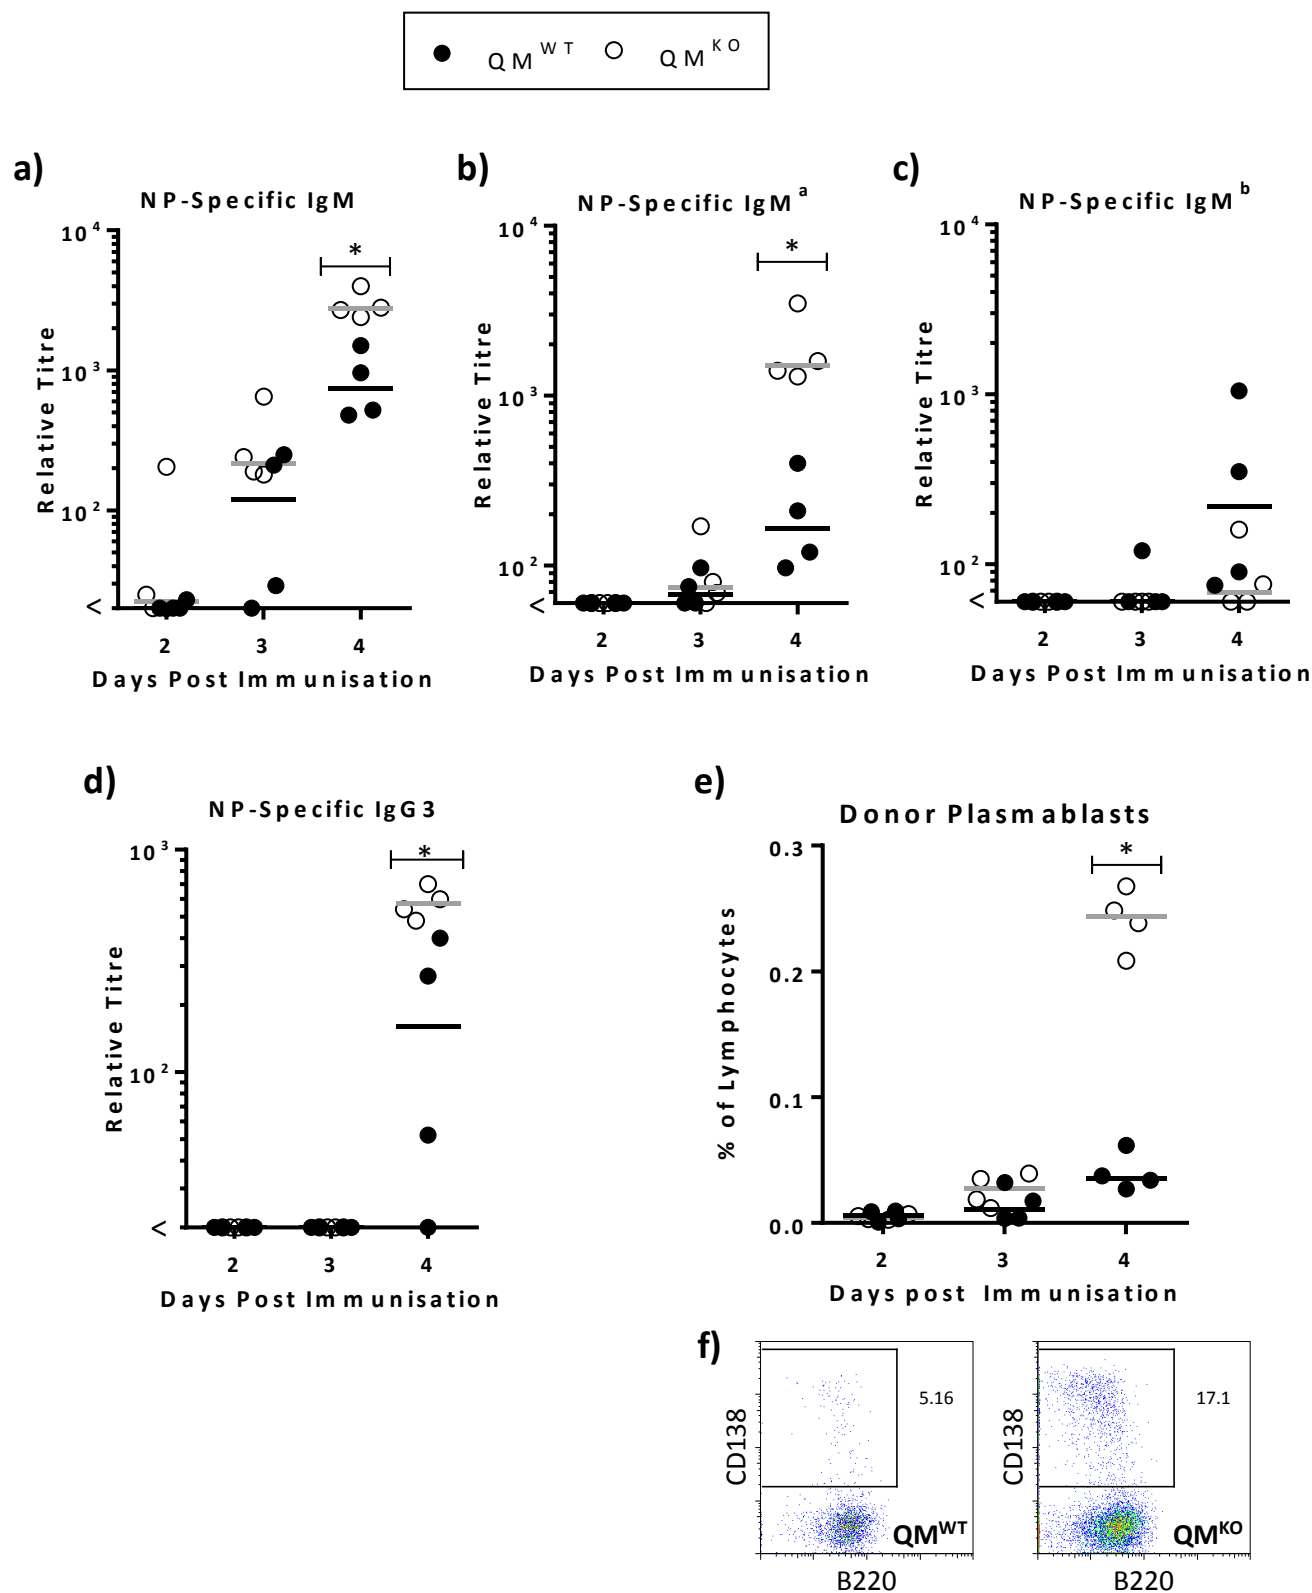 QM^WT QM^KO
a)
NP-Specific IgM
10^4
10^3
10^2
<
Relative Titre
2 3 4
Days Post Immunisation
*
b)
NP-Specific IgM^a
10^4
10^3
10^2
<
Relative Titre
2 3 4
Days Post Immunisation
*
c)
NP-Specific IgM^b
10^4
10^3
10^2
<
Relative Titre
2 3 4
Days Post Immunisation
d)
NP-Specific IgG3
10^3
10^2
<
Relative Titre
2 3 4
Days Post Immunisation
*
e)
Donor Plasmablasts
0.3
0.2
0.1
0.0
% of Lymphocytes
2 3 4
Days post Immunisation
*
f)
CD138
5.16
QM^WT
B220
CD138
17.1
QM^KO
B220